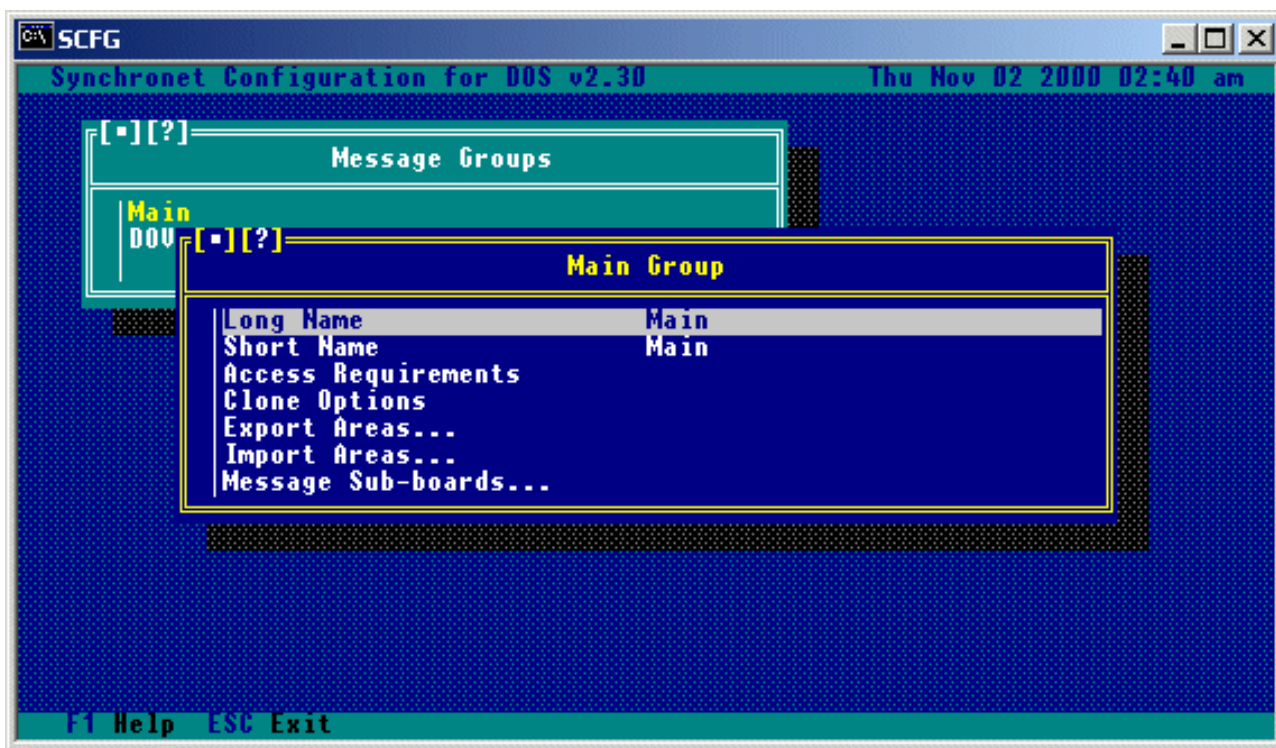 SCFG
Synchronet Configuration for DOS v2.30 Thu Nov 02 2000 02:40 am
[▪][?]
Message Groups
Main
DOV
[▪][?]
Main Group
Long Name Main
Short Name Main
Access Requirements
Clone Options
Export Areas...
Import Areas...
Message Sub-boards...
F1 Help ESC Exit